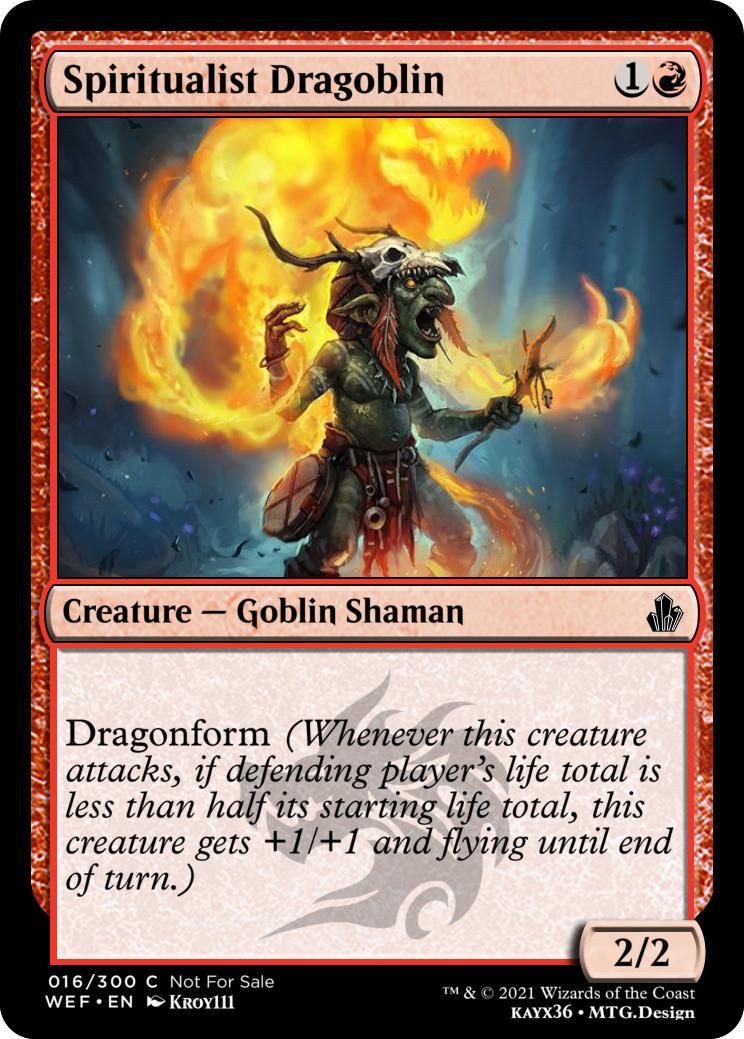 Spiritualist Dragoblin 1
Creature — Goblin Shaman
Dragonform (Whenever this creature
attacks, if defending player's life total is
less than half its starting life total, this
creature gets +1/+1 and flying until end
of turn.)
2/2
016/300 C Not For Sale
WEF • EN Kroy111
™ & © 2021 Wizards of the Coast
KAYX36 • MTG.Design